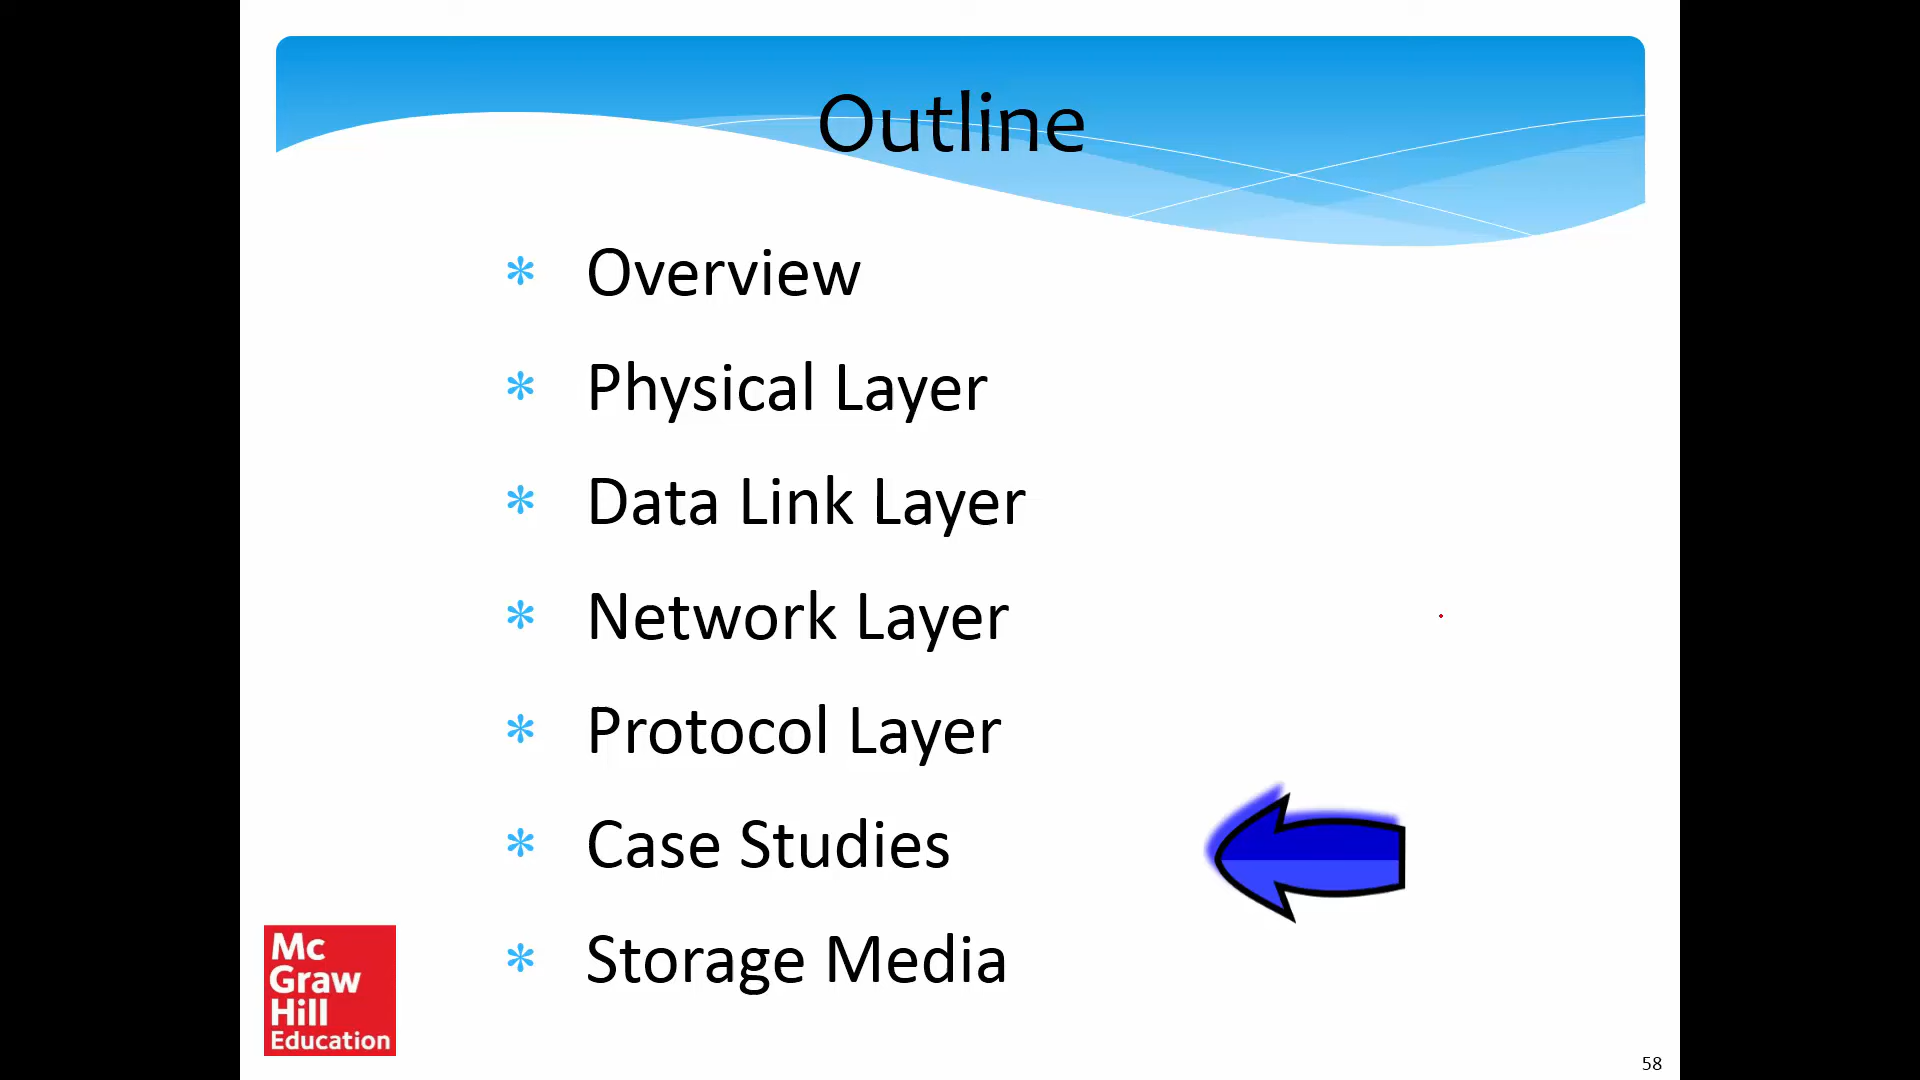 Outline
* Overview
* Physical Layer
* Data Link Layer
* Network Layer
* Protocol Layer
* Case Studies
* Storage Media
Mc
Graw
Hill
Education
58